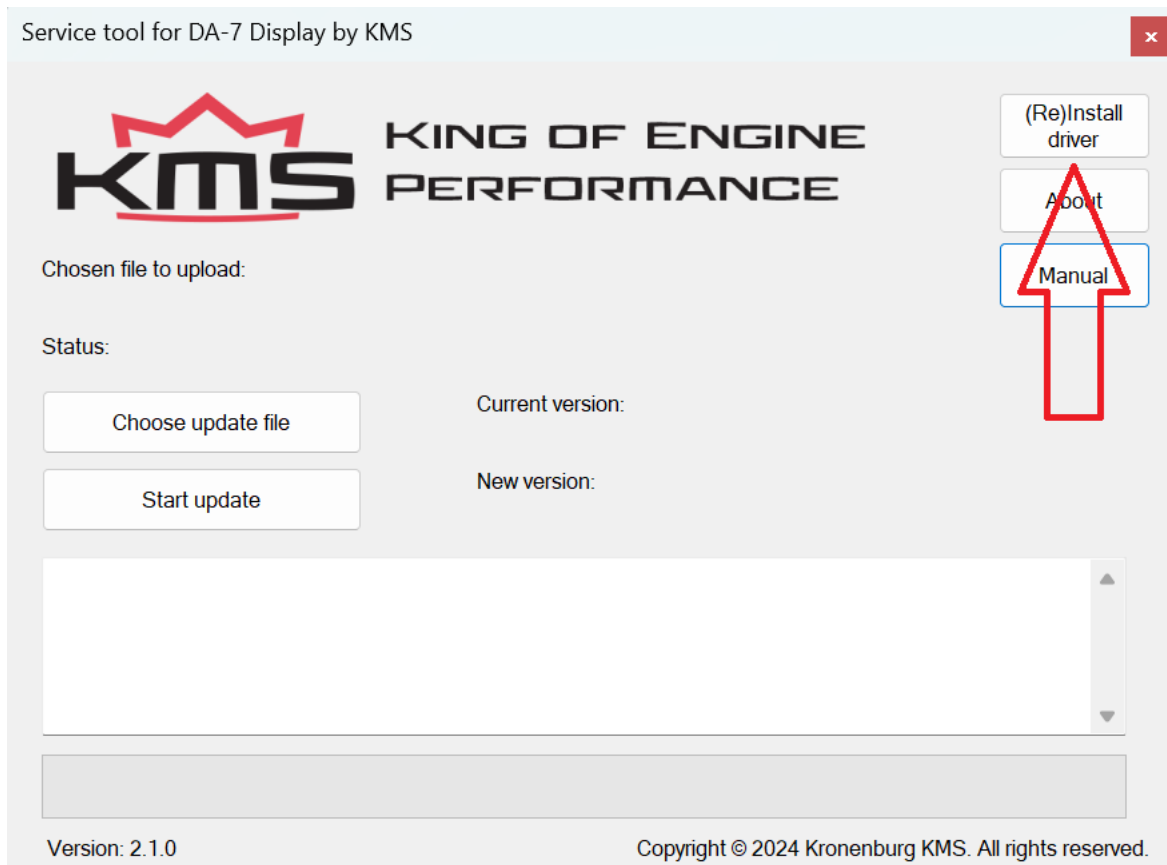 Service tool for DA-7 Display by KMS
x
KMS
KING OF ENGINE
PERFORMANCE
(Re)Install
driver
About
Manual
Chosen file to upload:
Status:
Choose update file
Current version:
Start update
New version:
Version: 2.1.0
Copyright © 2024 Kronenburg KMS. All rights reserved.